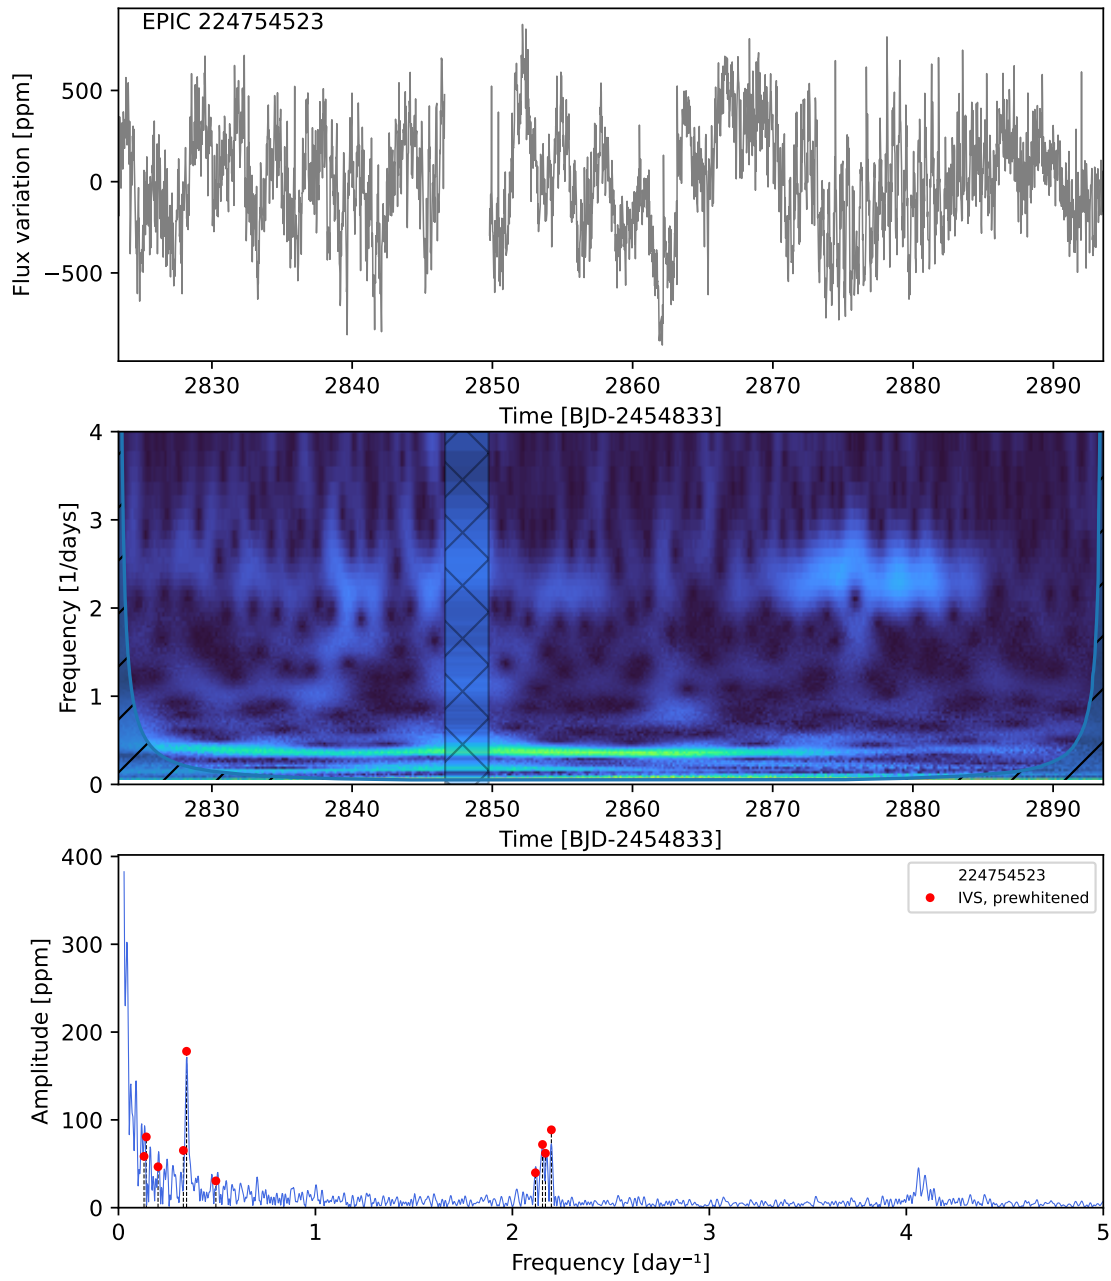 EPIC 224754523
Flux variation [ppm]
500
0
−500
2830 2840 2850 2860 2870 2880 2890
Time [BJD-2454833]
Frequency [1/days]
4
3
2
1
0
2830 2840 2850 2860 2870 2880 2890
Time [BJD-2454833]
Amplitude [ppm]
400
300
200
100
0
224754523
IVS, prewhitened
0 1 2 3 4 5
Frequency [day⁻¹]